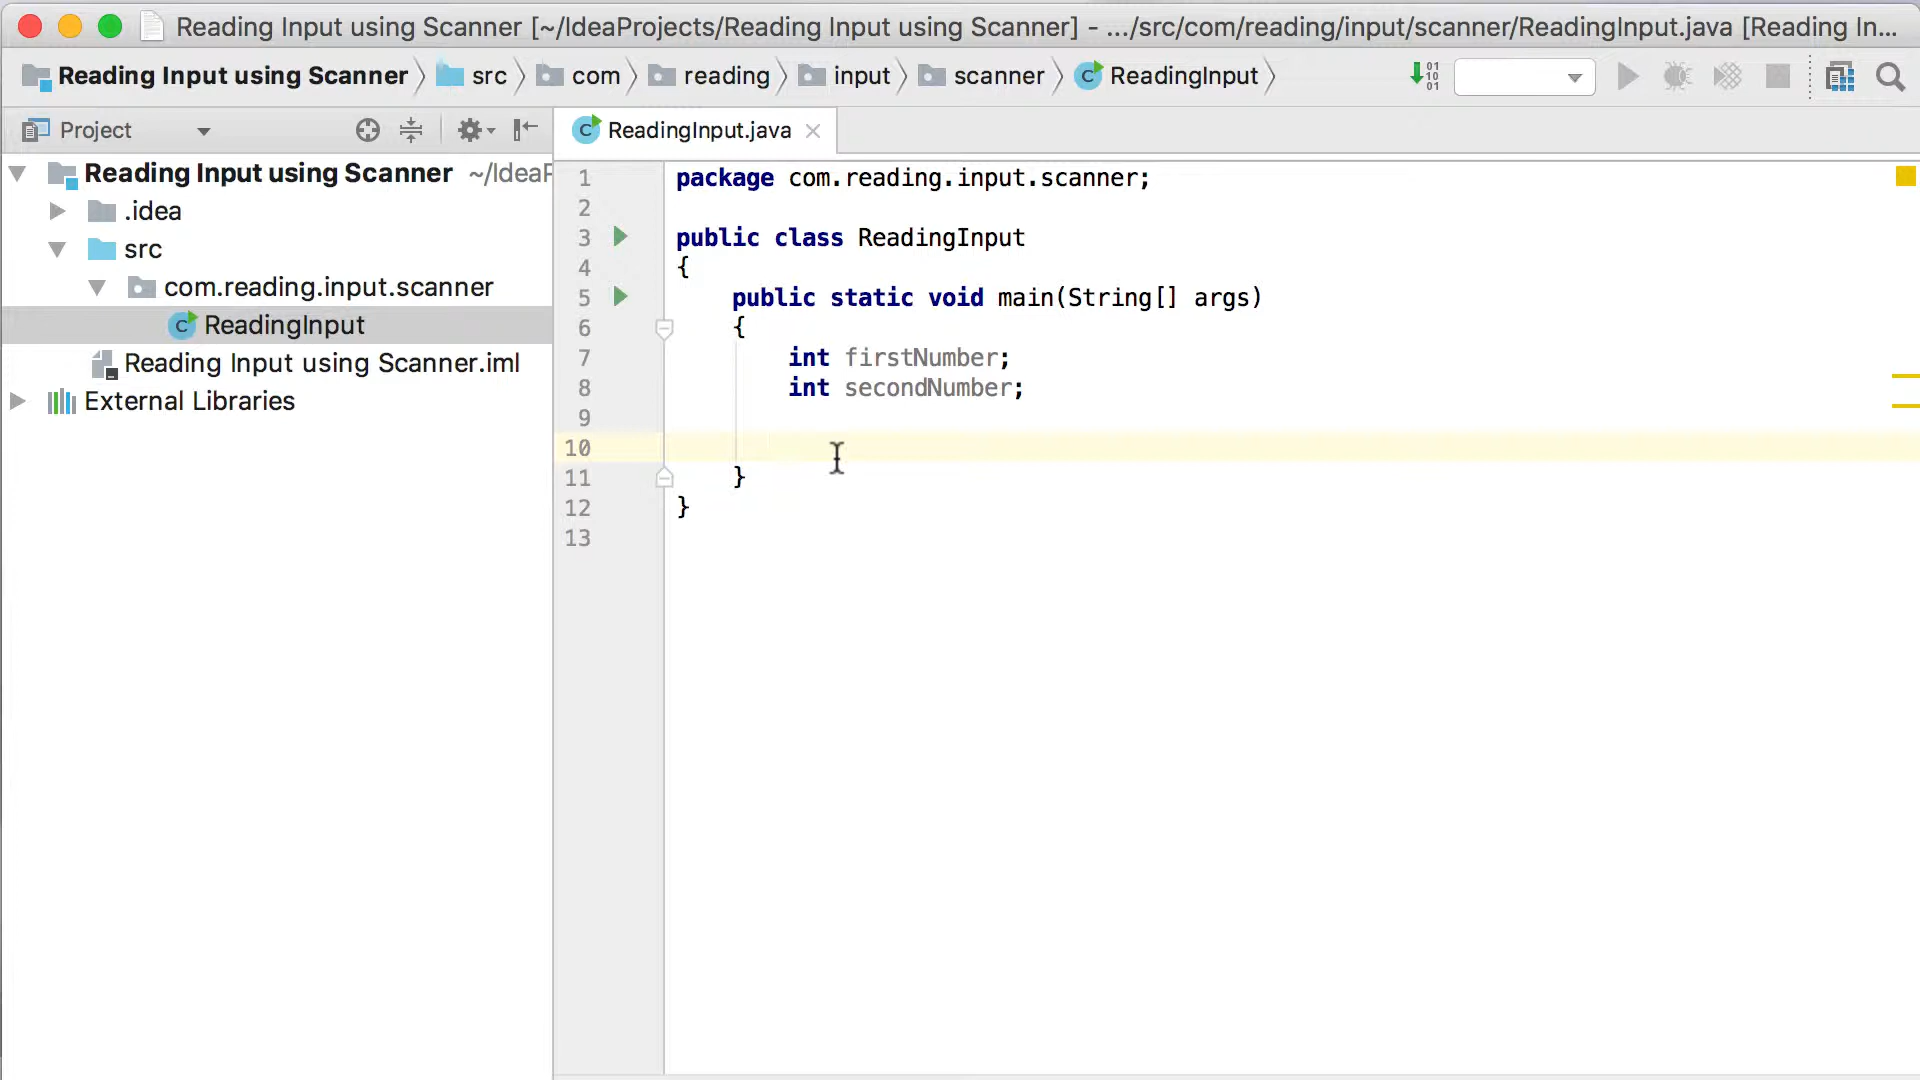 Reading Input using Scanner [~/IdeaProjects/Reading Input using Scanner] - .../src/com/reading/input/scanner/ReadingInput.java [Reading In...
Reading Input using Scanner src com reading input scanner ReadingInput
Project
Reading Input using Scanner ~/IdeaP
.idea
src
com.reading.input.scanner
ReadingInput
Reading Input using Scanner.iml
External Libraries
ReadingInput.java
1 package com.reading.input.scanner;
2
3 public class ReadingInput
4 {
5 public static void main(String[] args)
6 {
7 int firstNumber;
8 int secondNumber;
9
10
11 }
12 }
13